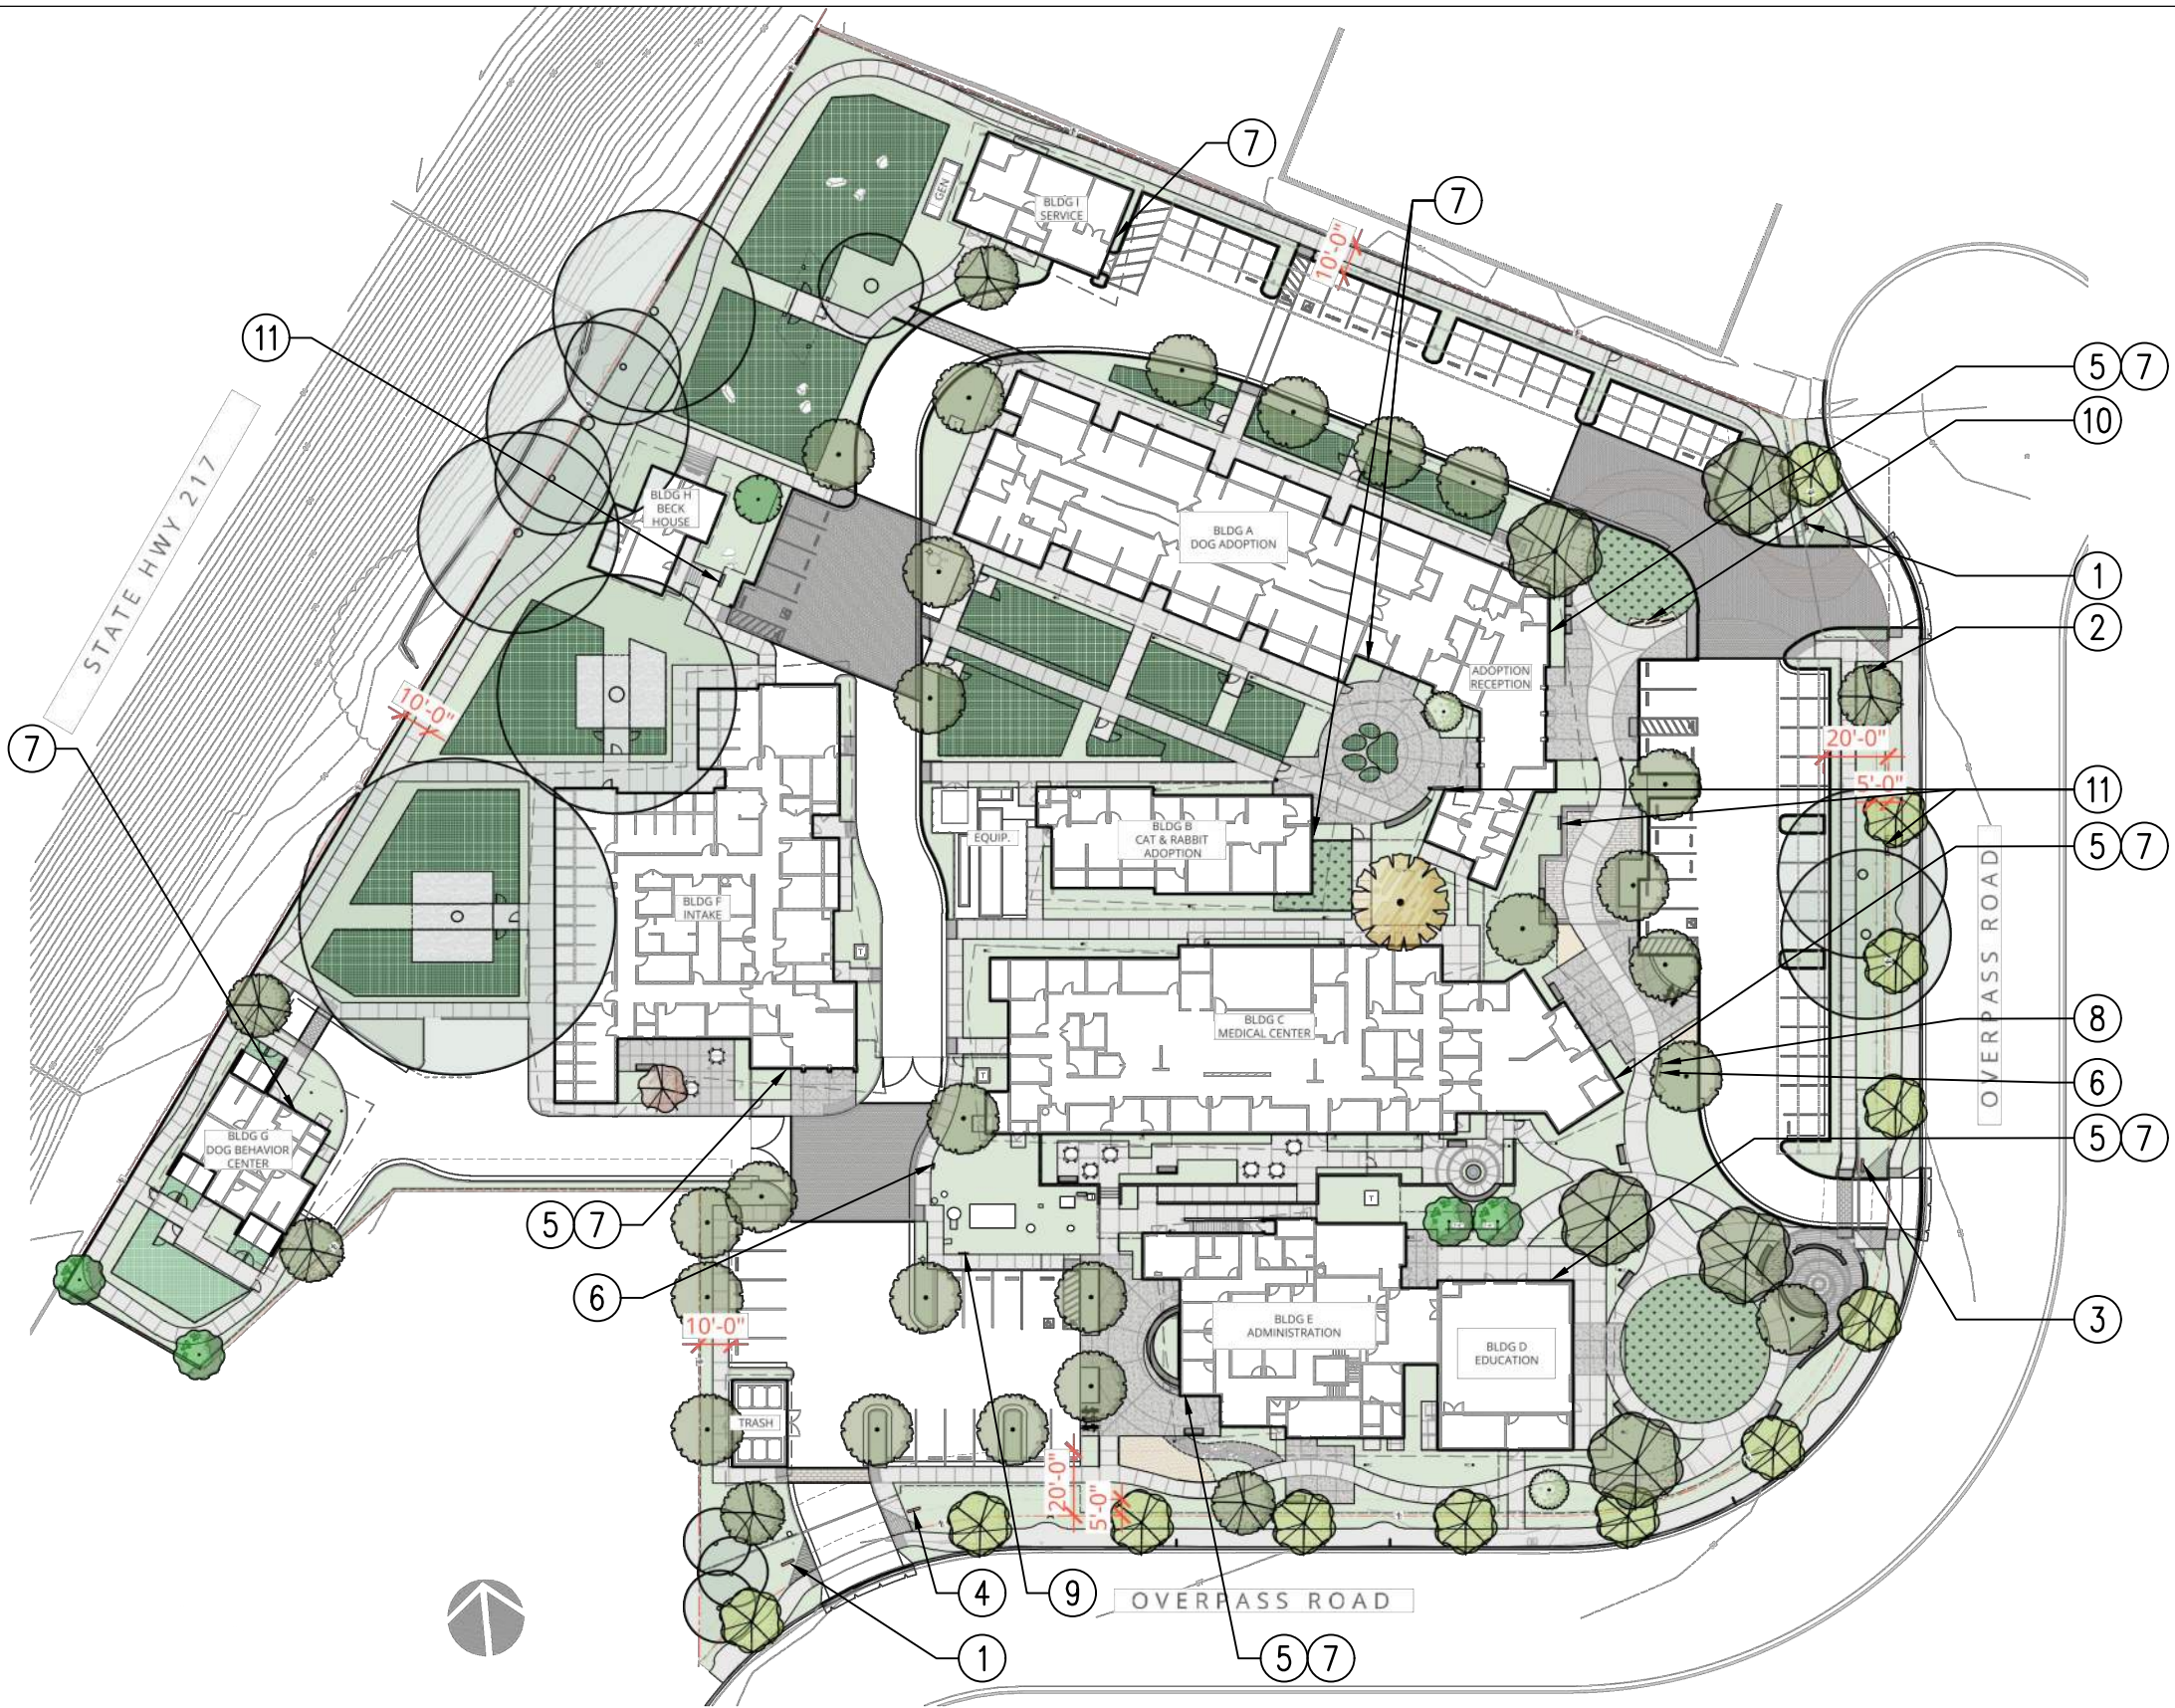 7
7
GEN
BLDG I
SERVICE
10'-0"
11
5 7
10
STATE HWY 217
BLDG H
BECK
HOUSE
BLDG A
DOG ADOPTION
1
2
ADOPTION
RECEPTION
10'-0"
7
20'-0"
5'-0"
11
EQUIP.
BLDG B
CAT & RABBIT
ADOPTION
5 7
BLDG F
INTAKE
T
OVERPASS ROAD
BLDG C
MEDICAL CENTER
8
T
6
BLDG G
DOG BEHAVIOR
CENTER
5 7
T
5 7
6
10'-0"
BLDG E
ADMINISTRATION
BLDG D
EDUCATION
3
TRASH
20'-0"
5'-0"
4
9
OVERPASS ROAD
1
5 7